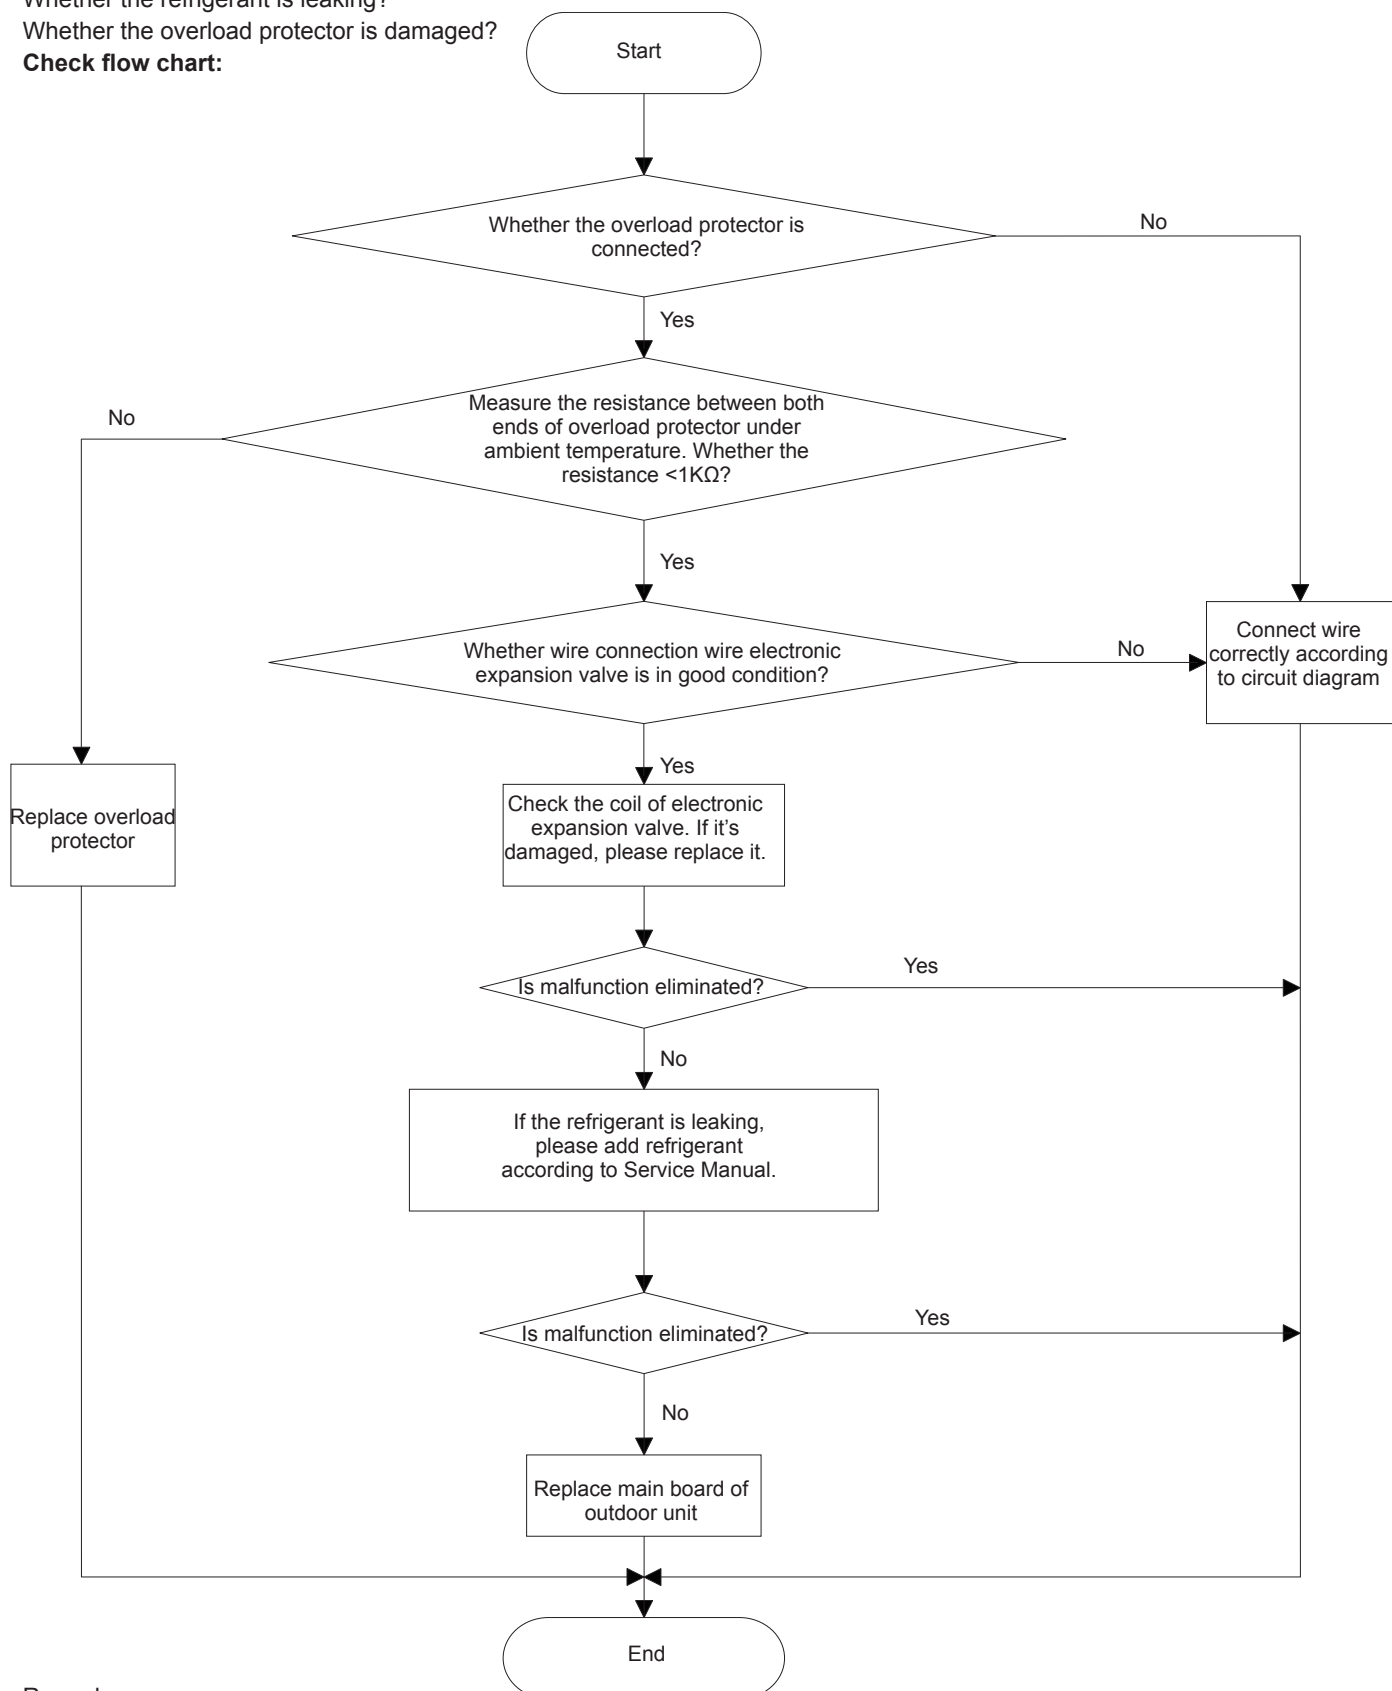 Whether the refrigerant is leaking?
Whether the overload protector is damaged?
Check flow chart:
Start
Whether the overload protector is
connected?
No
Yes
Measure the resistance between both
ends of overload protector under
ambient temperature. Whether the
resistance <1KΩ?
No
Yes
Whether wire connection wire electronic
expansion valve is in good condition?
No
Connect wire
correctly according
to circuit diagram
Yes
Replace overload
protector
Check the coil of electronic
expansion valve. If it's
damaged, please replace it.
Is malfunction eliminated?
Yes
No
If the refrigerant is leaking,
please add refrigerant
according to Service Manual.
Is malfunction eliminated?
Yes
No
Replace main board of
outdoor unit
End